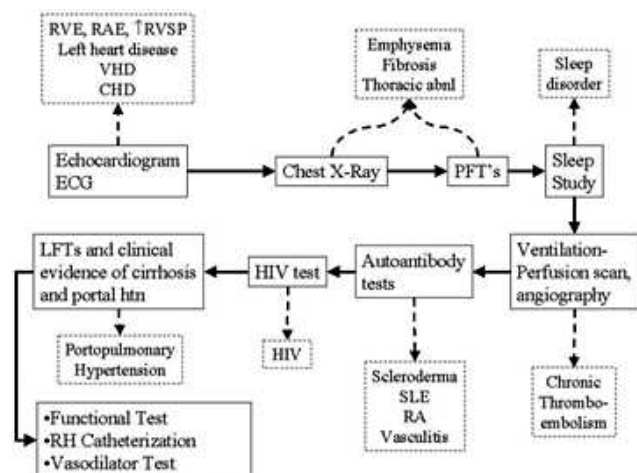 RVE, RAE, ↑RVSP
Left heart disease
VHD
CHD
Emphysema
Fibrosis
Thoracic abnl
Sleep
disorder
Echocardiogram
ECG
Chest X-Ray
PFT's
Sleep
Study
LFTs and clinical
evidence of cirrhosis
and portal htn
HIV test
Autoantibody
tests
Ventilation-
Perfusion scan,
angiography
Portopulmonary
Hypertension
HIV
Scleroderma
SLE
RA
Vasculitis
Chronic
Thrombo-
embolism
•Functional Test
•RH Catheterization
•Vasodilator Test